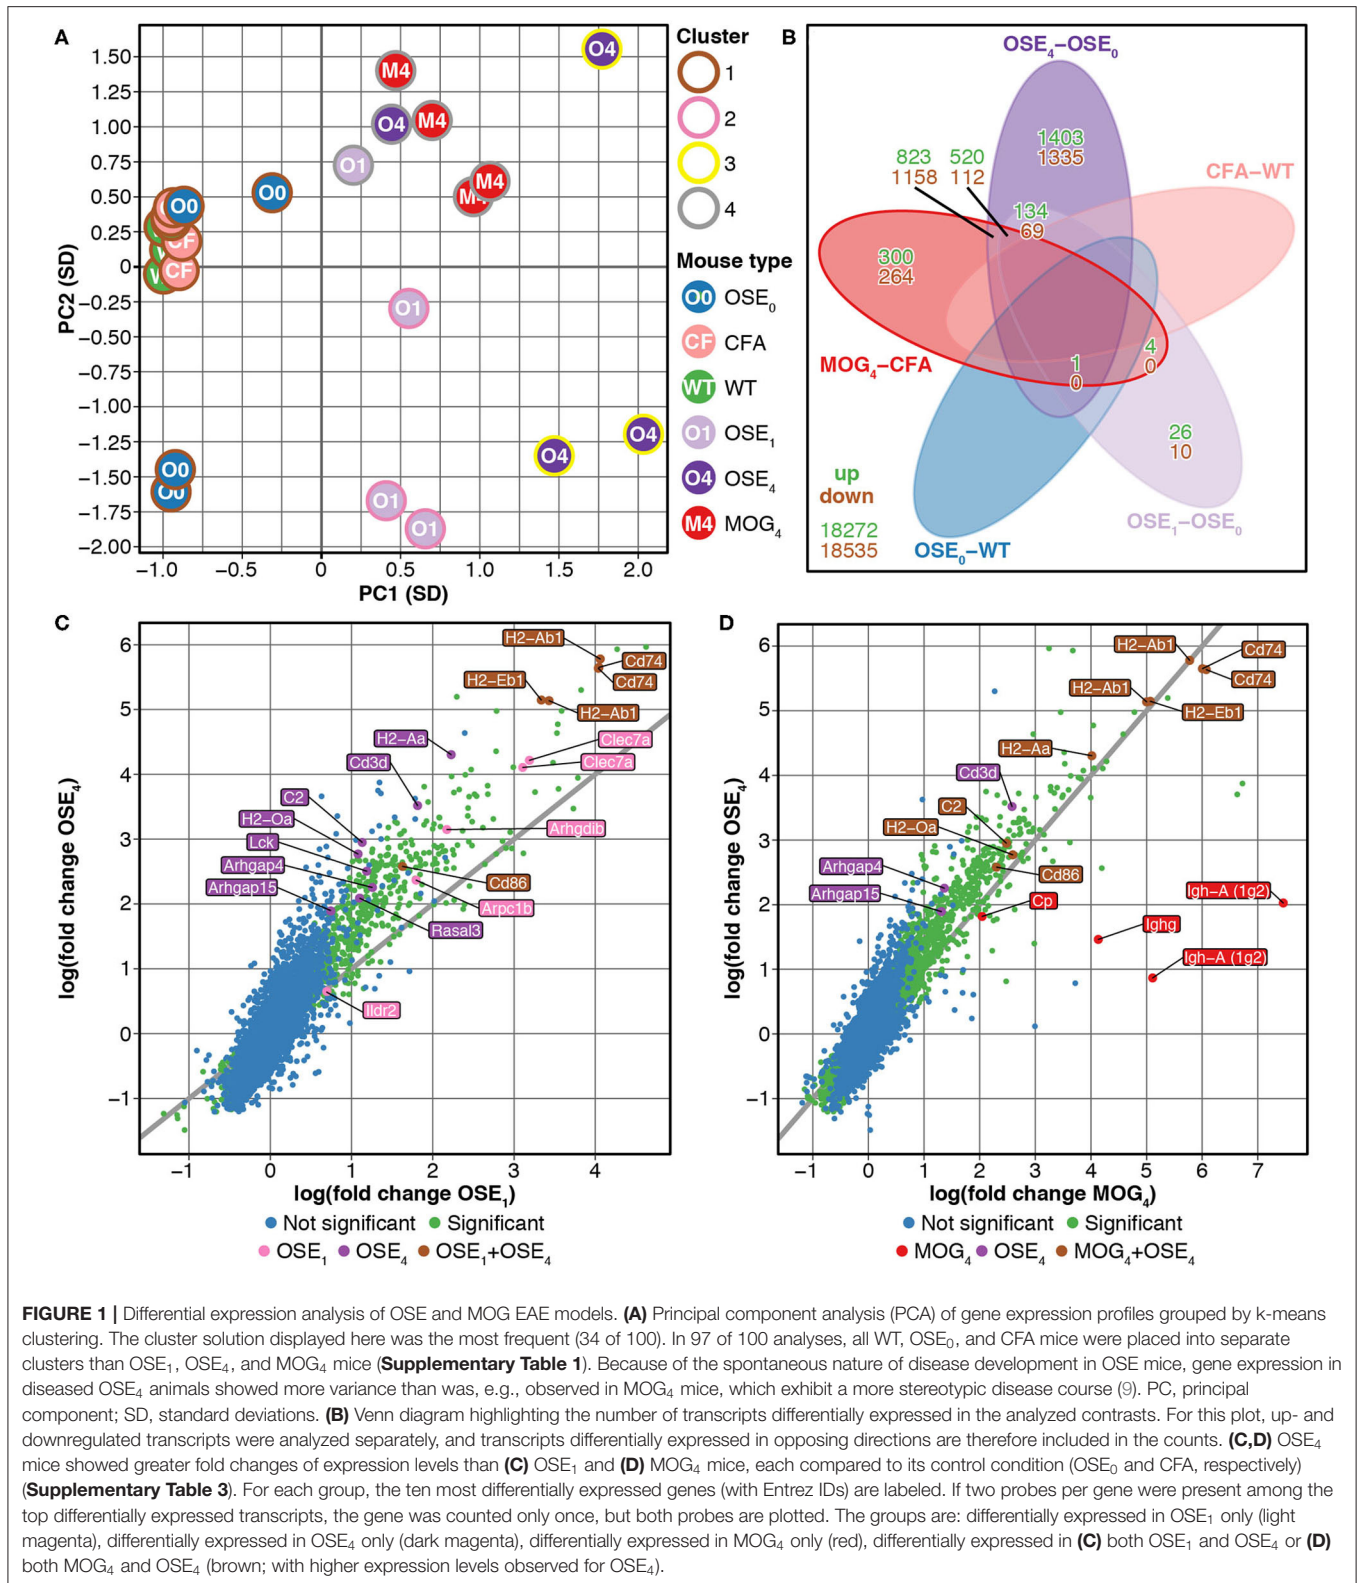 A
1.50
1.25
1.00
0.75
0.50
0.25
0
−0.25
−0.50
−0.75
−1.00
−1.25
−1.50
−1.75
−2.00
PC2 (SD)
−1.0
−0.5
0
0.5
1.0
1.5
2.0
PC1 (SD)
O4
M4
O4
M4
O1
M4
M4
O0
O0
CF
CF
W
O1
O4
O4
O0
O0
O1
O1
Cluster
1
2
3
4
Mouse type
O0 OSE0
CF CFA
WT WT
O1 OSE1
O4 OSE4
M4 MOG4
B
OSE4–OSE0
CFA–WT
MOG4–CFA
OSE0–WT
OSE1–OSE0
1403
1335
823
1158
520
112
134
69
300
264
1
0
4
0
26
10
up
down
18272
18535
C
6
5
4
3
2
1
0
−1
log(fold change OSE4)
−1
0
1
2
3
4
log(fold change OSE1)
H2−Ab1
Cd74
Cd74
H2−Eb1
H2−Ab1
H2−Aa
Clec7a
Clec7a
Cd3d
C2
H2−Oa
Arhgdib
Lck
Arhgap4
Cd86
Arhgap15
Arpc1b
Rasal3
Ildr2
Not significant
Significant
OSE1
OSE4
OSE1+OSE4
D
6
5
4
3
2
1
0
−1
log(fold change OSE4)
−1
0
1
2
3
4
5
6
7
log(fold change MOG4)
H2−Ab1
Cd74
Cd74
H2−Ab1
H2−Eb1
H2−Aa
Cd3d
C2
H2−Oa
Arhgap4
Cd86
Arhgap15
Cp
Igh−A (1g2)
Ighg
Igh−A (1g2)
Not significant
Significant
MOG4
OSE4
MOG4+OSE4
FIGURE 1 | Differential expression analysis of OSE and MOG EAE models. (A) Principal component analysis (PCA) of gene expression profiles grouped by k-means
clustering. The cluster solution displayed here was the most frequent (34 of 100). In 97 of 100 analyses, all WT, OSE0, and CFA mice were placed into separate
clusters than OSE1, OSE4, and MOG4 mice (Supplementary Table 1). Because of the spontaneous nature of disease development in OSE mice, gene expression in
diseased OSE4 animals showed more variance than was, e.g., observed in MOG4 mice, which exhibit a more stereotypic disease course (9). PC, principal
component; SD, standard deviations. (B) Venn diagram highlighting the number of transcripts differentially expressed in the analyzed contrasts. For this plot, up- and
downregulated transcripts were analyzed separately, and transcripts differentially expressed in opposing directions are therefore included in the counts. (C,D) OSE4
mice showed greater fold changes of expression levels than (C) OSE1 and (D) MOG4 mice, each compared to its control condition (OSE0 and CFA, respectively)
(Supplementary Table 3). For each group, the ten most differentially expressed genes (with Entrez IDs) are labeled. If two probes per gene were present among the
top differentially expressed transcripts, the gene was counted only once, but both probes are plotted. The groups are: differentially expressed in OSE1 only (light
magenta), differentially expressed in OSE4 only (dark magenta), differentially expressed in MOG4 only (red), differentially expressed in (C) both OSE1 and OSE4 or (D)
both MOG4 and OSE4 (brown; with higher expression levels observed for OSE4).